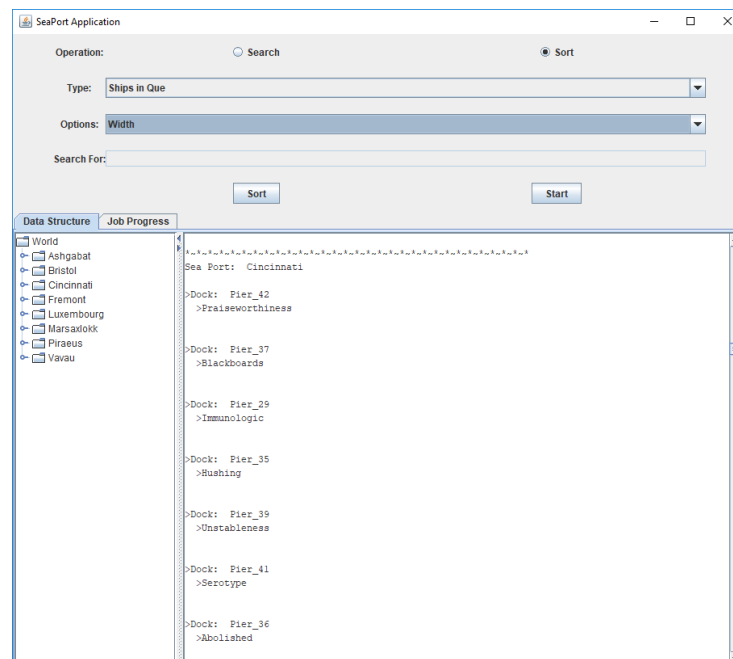 SeaPort Application
Operation: Search Sort
Type: Ships in Que
Options: Width
Search For:
Sort Start
Data Structure Job Progress
World
Ashgabat
Bristol
Cincinnati
Fremont
Luxembourg
Marsaxlokk
Piraeus
Vavau
*~*~*~*~*~*~*~*~*~*~*~*~*~*~*~*~*~*~*~*~*~*~*~*~*~*~*~*~*~*~*
Sea Port:  Cincinnati
>Dock:  Pier_42
>Praiseworthiness
>Dock:  Pier_37
>Blackboards
>Dock:  Pier_29
>Immunologic
>Dock:  Pier_35
>Hushing
>Dock:  Pier_39
>Unstableness
>Dock:  Pier_41
>Serotype
>Dock:  Pier_36
>Abolished